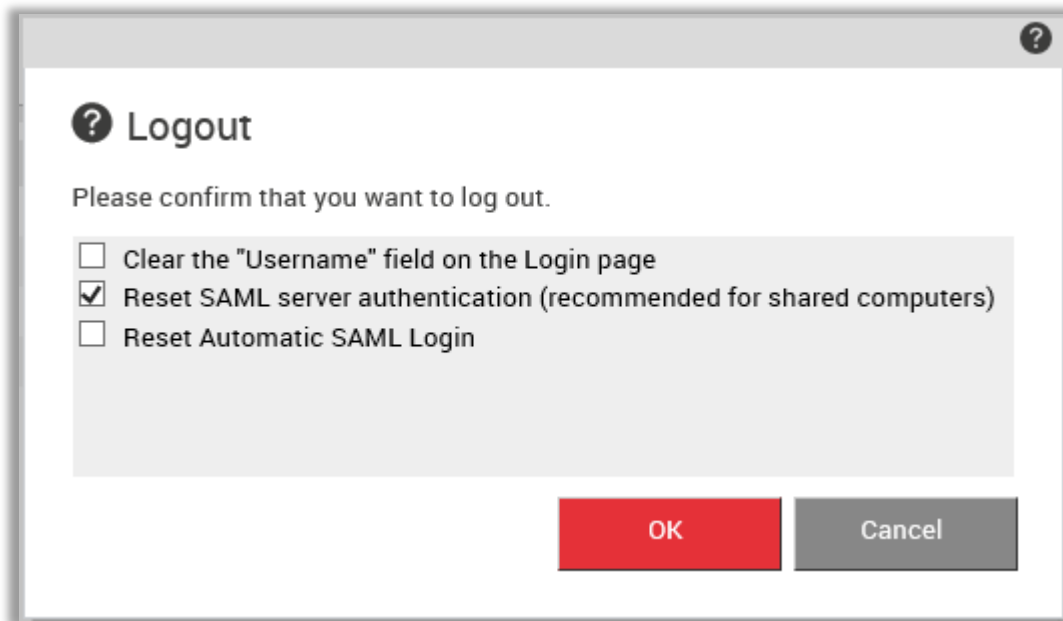 Logout
Please confirm that you want to log out.
Clear the "Username" field on the Login page
Reset SAML server authentication (recommended for shared computers)
Reset Automatic SAML Login
OK
Cancel